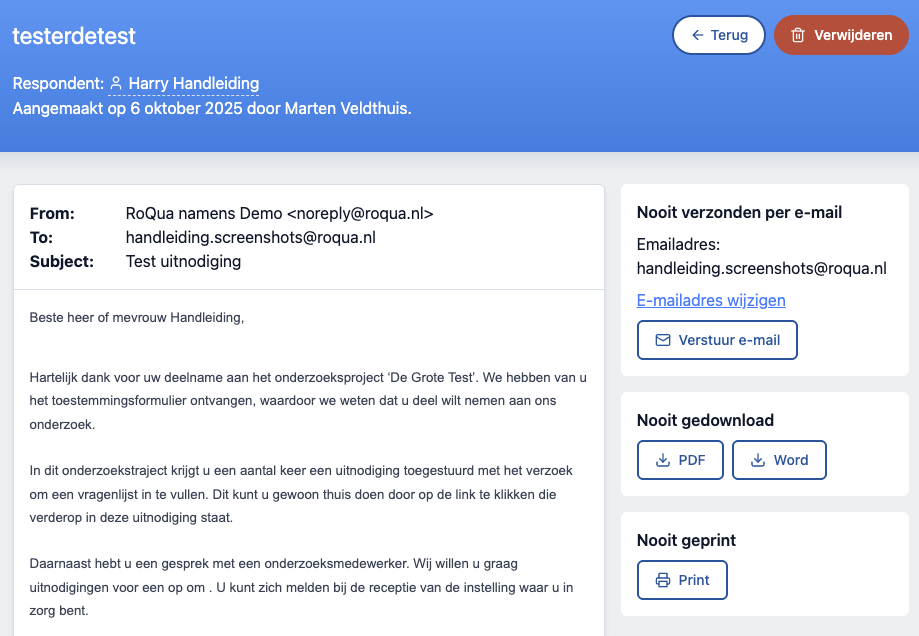 testerdetest
Terug
Verwijderen
Respondent: Harry Handleiding
Aangemaakt op 6 oktober 2025 door Marten Veldthuis.
From: RoQua namens Demo <noreply@roqua.nl>
To: handleiding.screenshots@roqua.nl
Subject: Test uitnodiging
Beste heer of mevrouw Handleiding,
Hartelijk dank voor uw deelname aan het onderzoeksproject ‘De Grote Test’. We hebben van u
het toestemmingsformulier ontvangen, waardoor we weten dat u deel wilt nemen aan ons
onderzoek.
In dit onderzoekstraject krijgt u een aantal keer een uitnodiging toegestuurd met het verzoek
om een vragenlijst in te vullen. Dit kunt u gewoon thuis doen door op de link te klikken die
verderop in deze uitnodiging staat.
Daarnaast hebt u een gesprek met een onderzoeksmedewerker. Wij willen u graag
uitnodigingen voor een op om . U kunt zich melden bij de receptie van de instelling waar u in
zorg bent.
Nooit verzonden per e-mail
Emailadres:
handleiding.screenshots@roqua.nl
E-mailadres wijzigen
Verstuur e-mail
Nooit gedownload
PDF
Word
Nooit geprint
Print